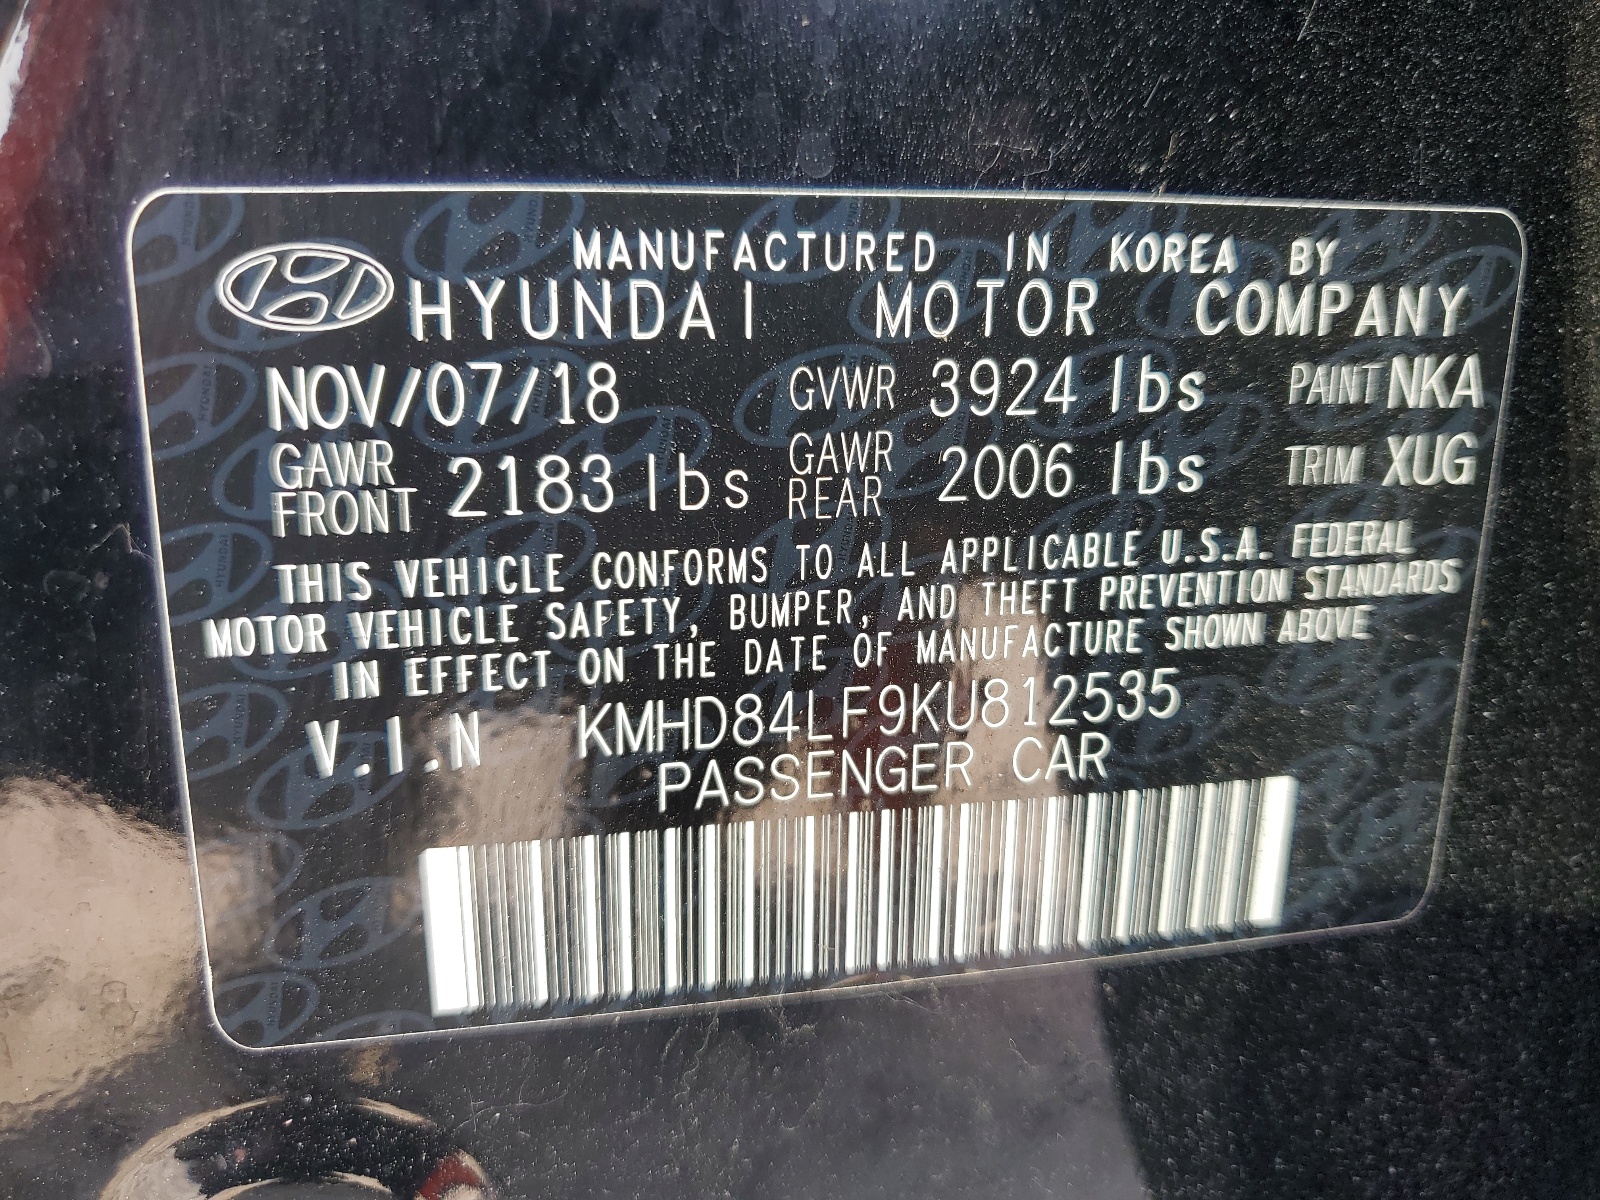 MANUFACTURED IN KOREA BY
HYUNDAI MOTOR COMPANY
NOV/07/18 GVWR 3924 lbs PAINT NKA
GAWR FRONT 2183 lbs GAWR REAR 2006 lbs TRIM XUG
THIS VEHICLE CONFORMS TO ALL APPLICABLE U.S.A. FEDERAL
MOTOR VEHICLE SAFETY, BUMPER, AND THEFT PREVENTION STANDARDS
IN EFFECT ON THE DATE OF MANUFACTURE SHOWN ABOVE
V.I.N KMHD84LF9KU812535
PASSENGER CAR